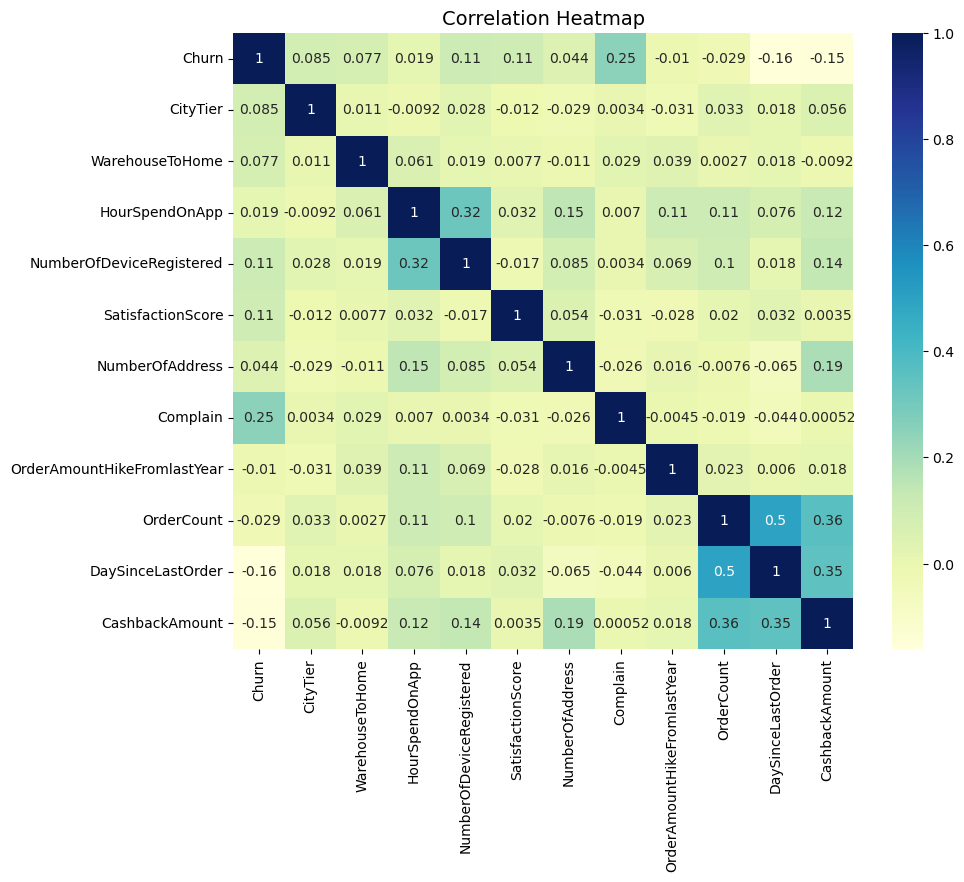 Correlation Heatmap
Churn 1 0.085 0.077 0.019 0.11 0.11 0.044 0.25 -0.01 -0.029 -0.16 -0.15
CityTier 0.085 1 0.011 -0.0092 0.028 -0.012 -0.029 0.0034 -0.031 0.033 0.018 0.056
WarehouseToHome 0.077 0.011 1 0.061 0.019 0.0077 -0.011 0.029 0.039 0.0027 0.018 -0.0092
HourSpendOnApp 0.019 -0.0092 0.061 1 0.32 0.032 0.15 0.007 0.11 0.11 0.076 0.12
NumberOfDeviceRegistered 0.11 0.028 0.019 0.32 1 -0.017 0.085 0.0034 0.069 0.1 0.018 0.14
SatisfactionScore 0.11 -0.012 0.0077 0.032 -0.017 1 0.054 -0.031 -0.028 0.02 0.032 0.0035
NumberOfAddress 0.044 -0.029 -0.011 0.15 0.085 0.054 1 -0.026 0.016 -0.0076 -0.065 0.19
Complain 0.25 0.0034 0.029 0.007 0.0034 -0.031 -0.026 1 -0.0045 -0.019 -0.044 0.00052
OrderAmountHikeFromlastYear -0.01 -0.031 0.039 0.11 0.069 -0.028 0.016 -0.0045 1 0.023 0.006 0.018
OrderCount -0.029 0.033 0.0027 0.11 0.1 0.02 -0.0076 -0.019 0.023 1 0.5 0.36
DaySinceLastOrder -0.16 0.018 0.018 0.076 0.018 0.032 -0.065 -0.044 0.006 0.5 1 0.35
CashbackAmount -0.15 0.056 -0.0092 0.12 0.14 0.0035 0.19 0.00052 0.018 0.36 0.35 1
Churn
CityTier
WarehouseToHome
HourSpendOnApp
NumberOfDeviceRegistered
SatisfactionScore
NumberOfAddress
Complain
OrderAmountHikeFromlastYear
OrderCount
DaySinceLastOrder
CashbackAmount
1.0
0.8
0.6
0.4
0.2
0.0